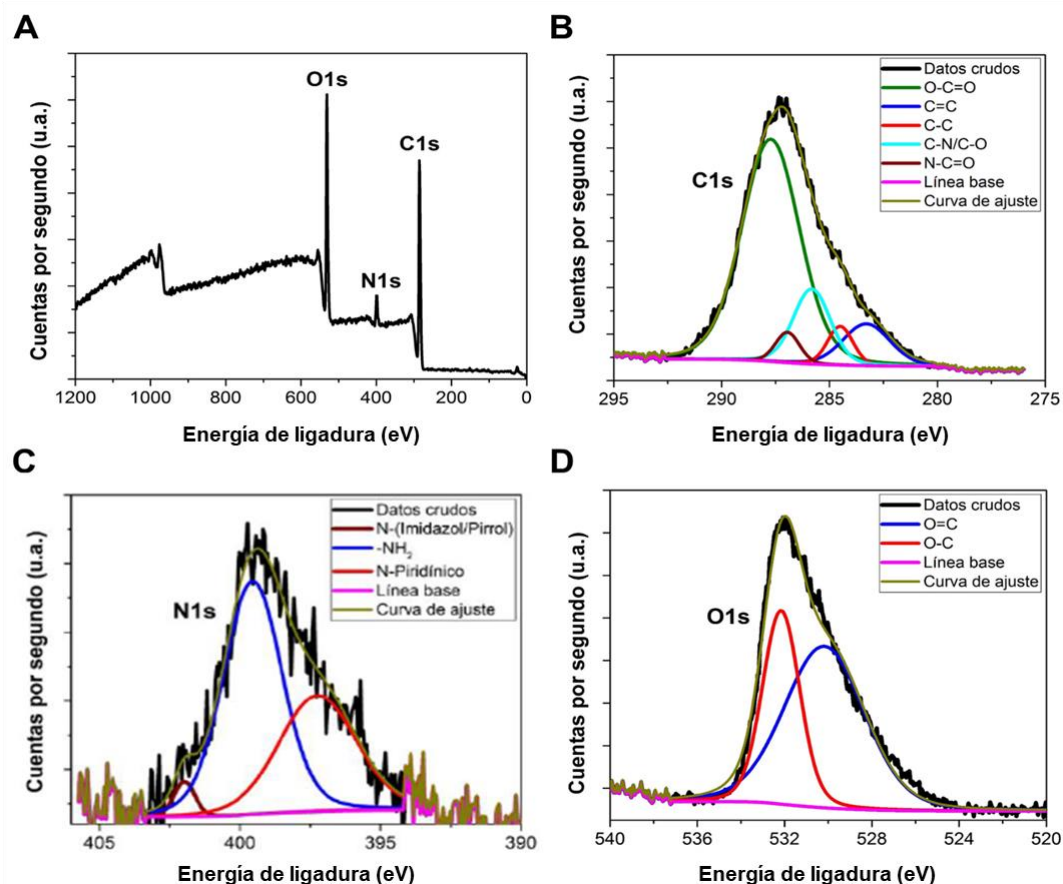 A
Cuentas por segundo (u.a.)
O1s
C1s
N1s
1200 1000 800 600 400 200 0
Energía de ligadura (eV)
B
Cuentas por segundo (u.a.)
C1s
Datos crudos
O-C=O
C=C
C-C
C-N/C-O
N-C=O
Línea base
Curva de ajuste
295 290 285 280 275
Energía de ligadura (eV)
C
Cuentas por segundo (u.a.)
N1s
Datos crudos
N-(Imidazol/Pirrol)
-NH₂
N-Piridínico
Línea base
Curva de ajuste
405 400 395 390
Energía de ligadura (eV)
D
Cuentas por segundo (u.a.)
O1s
Datos crudos
O=C
O-C
Línea base
Curva de ajuste
540 536 532 528 524 520
Energía de ligadura (eV)